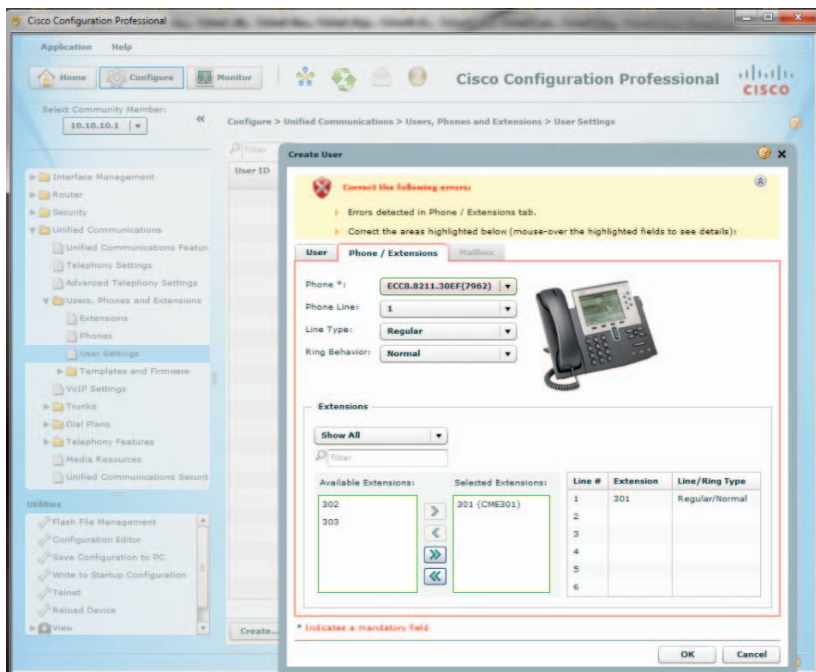 Cisco Configuration Professional
Application Help
Home Configure Monitor
Cisco Configuration Professional
CISCO
Select Community Member:
10.10.10.1
Configure > Unified Communications > Users, Phones and Extensions > User Settings
Filter
User ID
Interface Management
Router
Security
Unified Communications
Unified Communications Featur
Telephony Settings
Advanced Telephony Settings
Users, Phones and Extensions
Extensions
Phones
User Settings
Templates and Firmware
VoIP Settings
Trunks
Dial Plans
Telephony Features
Media Resources
Unified Communications Securit
Utilities
Flash File Management
Configuration Editor
Save Configuration to PC
Write to Startup Configuration
Telnet
Reload Device
View
Create...
Create User
Correct the following errors:
Errors detected in Phone / Extensions tab.
Correct the areas highlighted below (mouse-over the highlighted fields to see details):
User Phone / Extensions Mailbox
Phone *: ECC8.8211.30EF(7962)
Phone Line: 1
Line Type: Regular
Ring Behavior: Normal
Extensions
Show All
filter
Available Extensions: Selected Extensions:
302
303
301 (CME301)
Line # Extension Line/Ring Type
1 301 Regular/Normal
2
3
4
5
6
* Indicates a mandatory field
OK Cancel